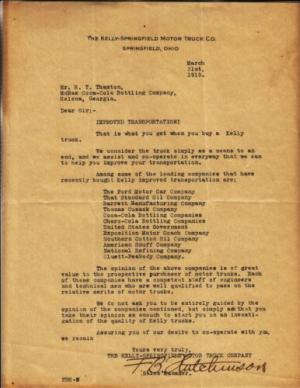 THE KELLY-SPRINGFIELD MOTOR TRUCK CO.
SPRINGFIELD, OHIO
March
31st,
1915.
Mr. R. T. Thaxton,
McRae Coca-Cola Bottling Company,
Helena, Georgia.
Dear Sir:-
IMPROVED TRANSPORTATION!
That is what you get when you buy a Kelly
truck.
We consider the truck simply as a means to an
end, and we assist and co-operate in everyway that we can
to help you improve your transportation.
Among some of the leading companies that have
recently bought Kelly improved transportation are:
The Ford Motor Car Company
That Standard Oil Company
Barrett Manufacturing Company
Thomas Cusack Company
Coca-Cola Bottling Companies
Chero-Cola Bottling Companies
United States Government
Exposition Motor Coach Company
Southern Cotton Oil Company
American Snuff Company
National Refining Company
Cluett-Peabody Company.
The opinion of the above companies is of great
value to the prospective purchaser of motor trucks. Each
of these companies have a competent staff of engineers
and technical men who are well qualified to pass on the
relative merits of motor trucks.
We do not ask you to be entirely guided by the
opinion of the companies mentioned, but simply ask that you
take their opinion as enough to start you in an investi-
gation of the quality of Kelly trucks.
Assuring you of our desire to co-operate with you,
we remain
Yours very truly,
THE KELLY-SPRINGFIELD MOTOR TRUCK COMPANY
Hutchinson
Manager.